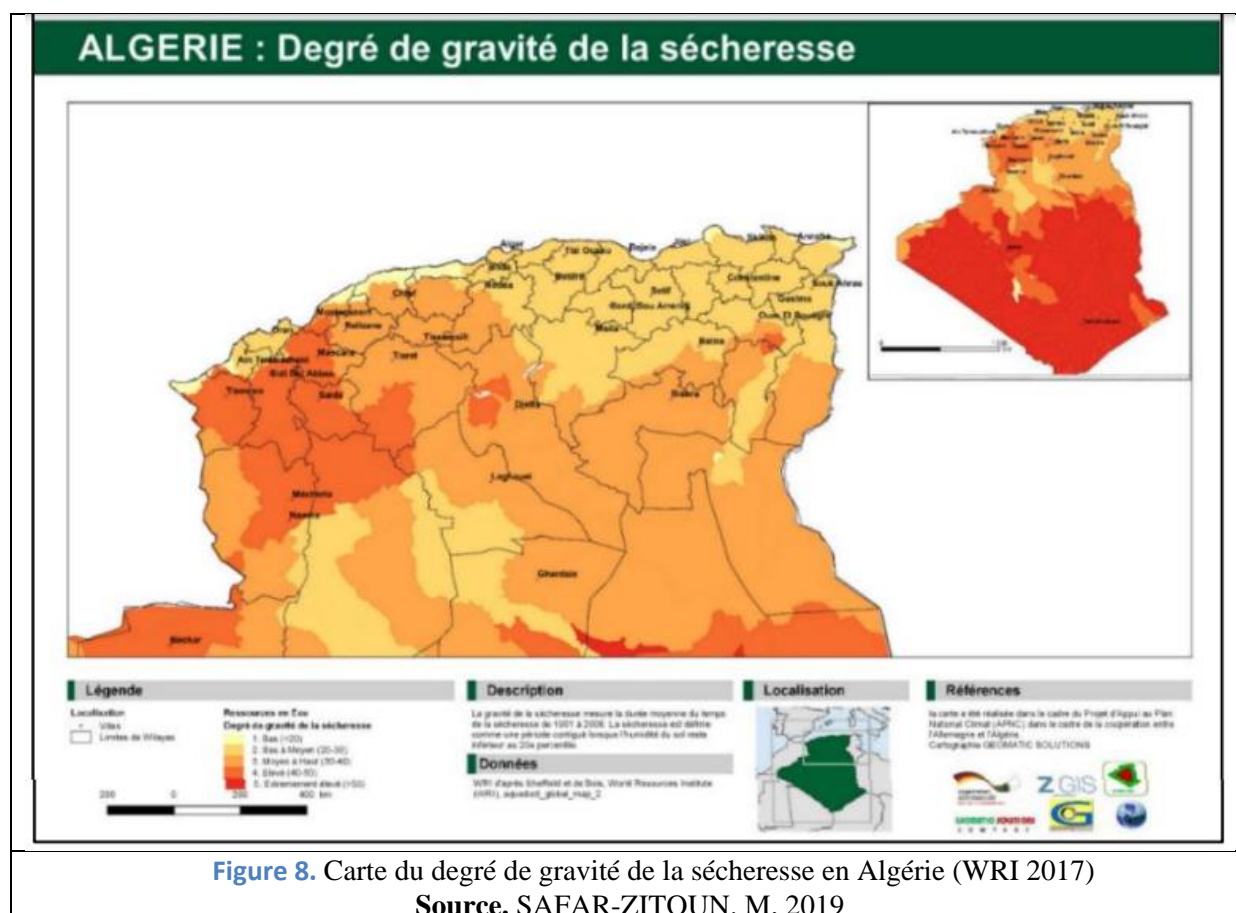 ALGERIE : Degré de gravité de la sécheresse
Alger
Tizi Ouzou
Bejaia
Jijel
Skikda
Annaba
Blida
Médéa
Bouira
Constantine
Souk Ahras
Chlef
Setif
Guelma
Mostaganem
Bordj Bou Arreridj
Oum El Bouaghi
Oran
Relizane
Tissemsilt
Msila
Batna
Ain Temouchent
Mascara
Tiaret
Sidi Bel Abbes
Tlemcen
Saida
Djelfa
Biskra
Laghouat
Méchéria
Naama
Ghardaia
Bechar
Légende
Localisation
Villes
Limites de Wilayas
Ressources en Eau
Degré de gravité de la sécheresse
1. Bas (<20)
2. Bas à Moyen (20-30)
3. Moyen à Haut (30-40)
4. Elevé (40-50)
5. Extremement élevé (>50)
200 0 200 400 km
Description
La gravité de la sécheresse mesure la durée moyenne du temps
de la sécheresse de 1901 à 2008. La sécheresse est définie
comme une période contiguë lorsque l'humidité du sol reste
inférieur au 20e percentile.
Données
WRI d'après Sheffield et de Bois, World Resources Institute
(WRI), aqueduct_global_map_2
Localisation
Références
la carte a été réalisée dans le cadre du Projet d'Appui au Plan
National Climat (APNC) dans le cadre de la coopération entre
l'Allemagne et l'Algérie.
Cartographie GEOMATIC SOLUTIONS
Z GIS
GEOMATIC SOLUTIONS
COMPANY
Figure 8. Carte du degré de gravité de la sécheresse en Algérie (WRI 2017)
Source. SAFAR-ZITOUN. M, 2019